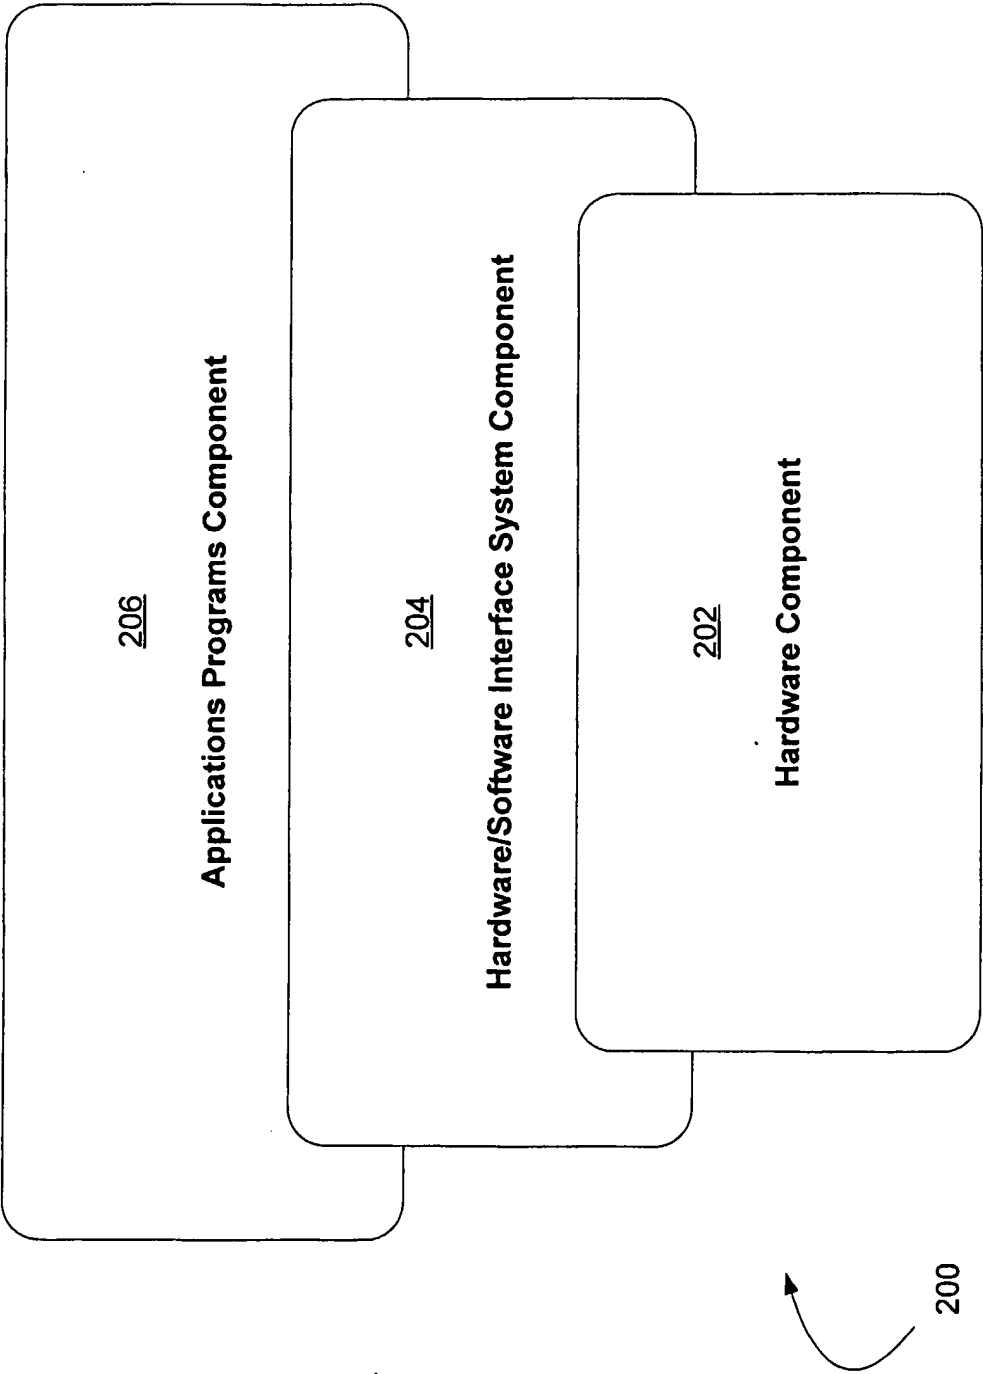 206
Applications Programs Component
204
Hardware/Software Interface System Component
202
Hardware Component
200